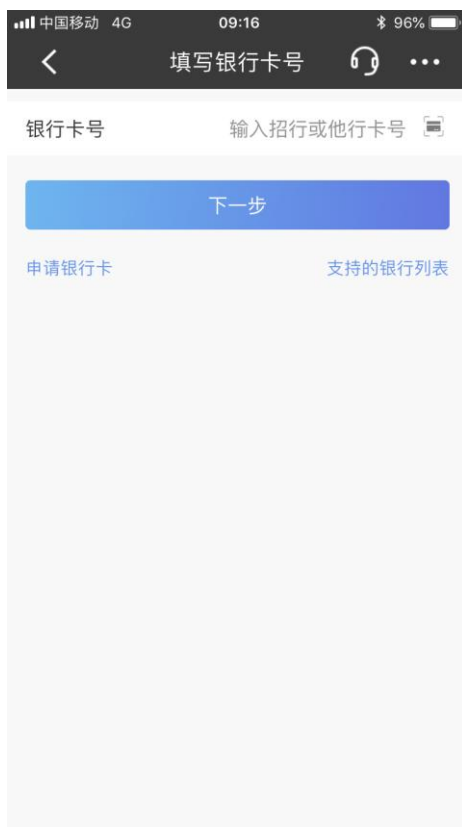 中国移动 4G 09:16 96%
填写银行卡号
银行卡号 输入招行或他行卡号
下一步
申请银行卡 支持的银行列表